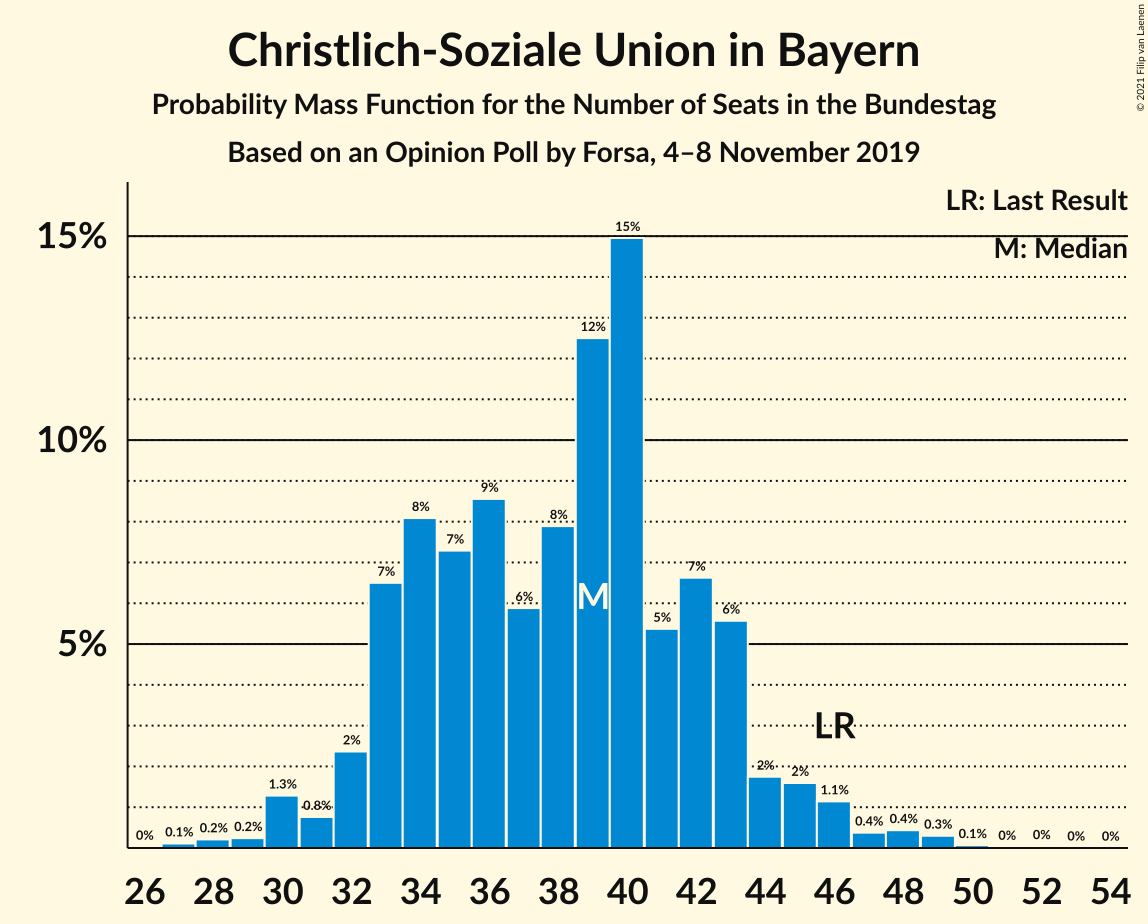 Christlich-Soziale Union in Bayern
Probability Mass Function for the Number of Seats in the Bundestag
Based on an Opinion Poll by Forsa, 4–8 November 2019
© 2021 Filip van Laenen
LR: Last Result
M: Median
15%
10%
5%
0% 0.1% 0.2% 0.2% 1.3% 0.8% 2% 7% 8% 7% 9% 6% 8% 12% 15% 5% 7% 6% 2% 2% 1.1% 0.4% 0.4% 0.3% 0.1% 0% 0% 0% 0%
M
LR
26 28 30 32 34 36 38 40 42 44 46 48 50 52 54